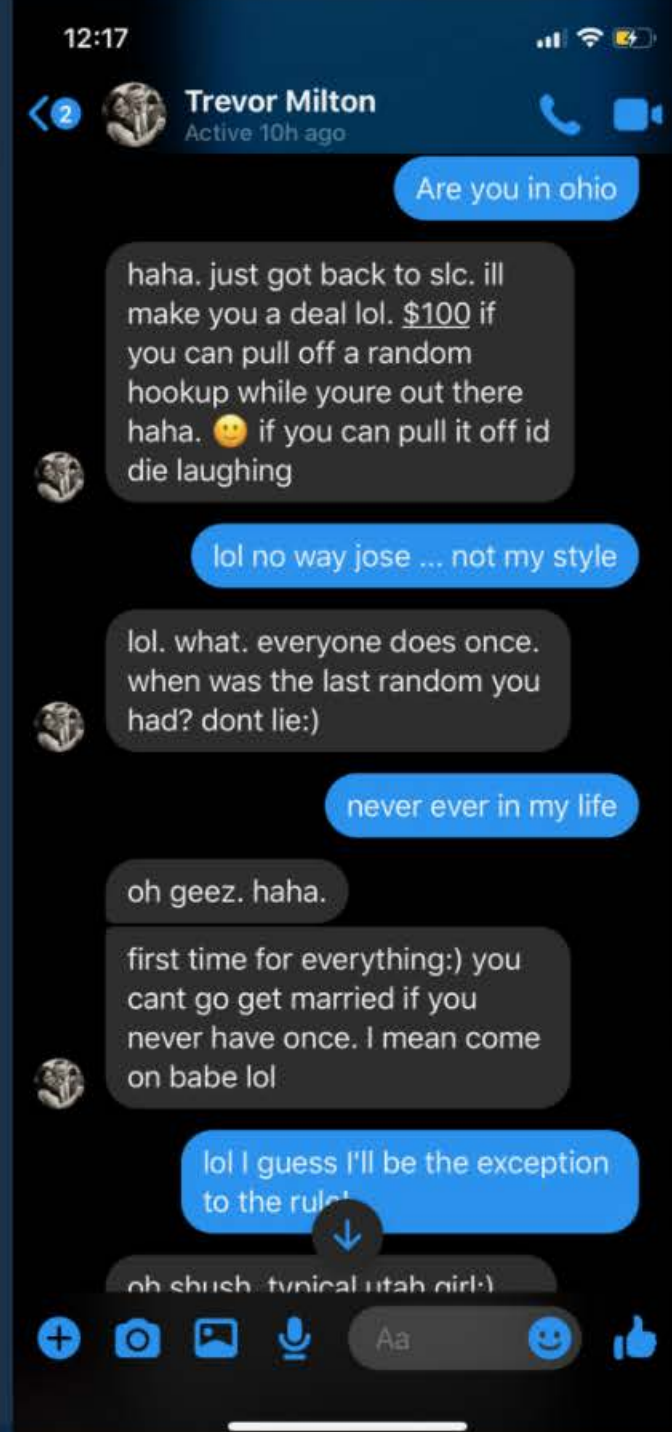 12:17
2
Trevor Milton
Active 10h ago
Are you in ohio
haha. just got back to slc. ill
make you a deal lol. $100 if
you can pull off a random
hookup while youre out there
haha. 🙂 if you can pull it off id
die laughing
lol no way jose ... not my style
lol. what. everyone does once.
when was the last random you
had? dont lie:)
never ever in my life
oh geez. haha.
first time for everything:) you
cant go get married if you
never have once. I mean come
on babe lol
lol I guess I'll be the exception
to the rule!
oh shush. typical utah girl:)
Aa